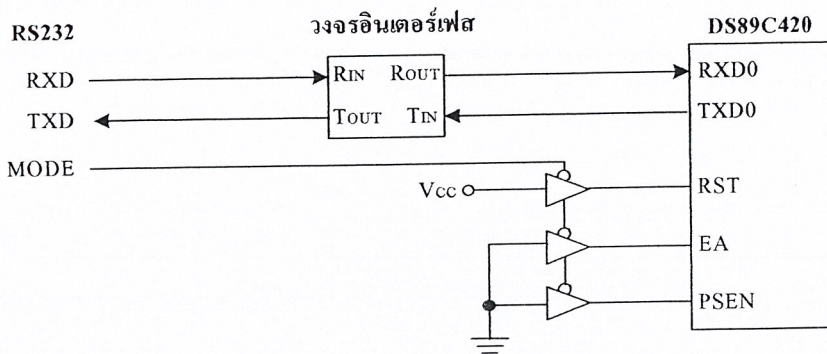 RS232
วงจรอินเตอร์เฟส
DS89C420
RXD
RIN
ROUT
RXD0
TXD
TOUT
TIN
TXD0
MODE
Vcc
RST
EA
PSEN